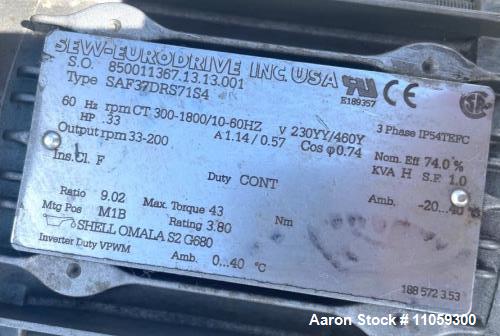 SEW-EURODRIVE INC. USA
S.O. 850011367.13.13.001
Type SAF37DRS71S4
E189357
CE
60 Hz rpm CT 300-1800/10-60HZ V 230YY/460Y 3 Phase IP54TEFC
HP .33 A 1.14 / 0.57 Cos φ 0.74 Nom. Eff 74.0 %
Output rpm 33-200 KVA H S.F. 1.0
Ins.Cl. F Duty CONT Amb. -20...40 °C
Ratio 9.02 Max. Torque 43
Mtg Pos M1B Rating 3.80 Nm
SHELL OMALA S2 G680
Inverter Duty VPWM Amb. 0...40 °C
188 572 3.53
Aaron Stock # 11059300